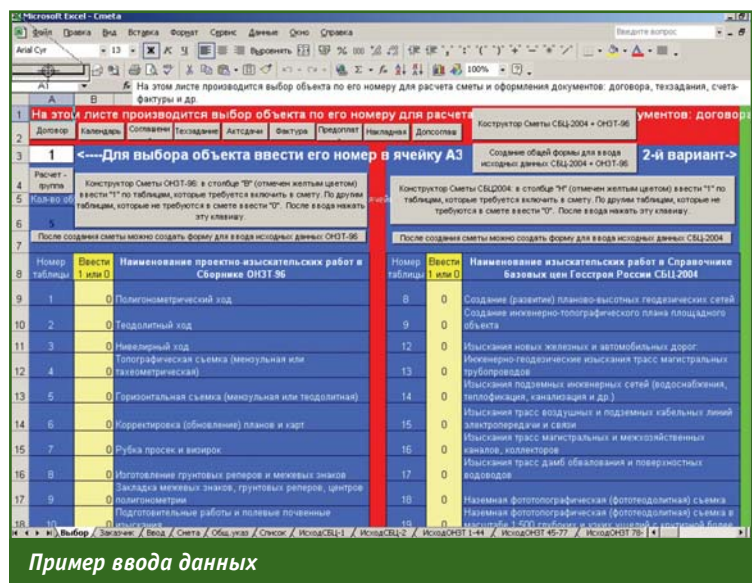 Microsoft Excel - Смета
Файл Правка Вид Вставка Формат Сервис Данные Окно Справка
Введите вопрос
Arial Cyr 13 Ж К Ч Выровнять
100%
A1
На этом листе производится выбор объекта по его номеру для расчета сметы и оформления документов: договора, техзадания, счета-фактуры и др.
A B
1 На этом листе производится выбор объекта по его номеру для расчета
ументов: договора
2 Договор Календарь Соглашени Техзадание Актсдачи Фактура Предоплат Накладная Допсоглаш
Коструктор Сметы СБЦ-2004 + ОНЗТ-96
3 1 <----Для выбора объекта ввести его номер в ячейку А3
Создание общей формы для ввода исходных данных СБЦ-2004 + ОНЗТ-96
2-й вариант->
4 Расчет - группа
Конструктор Сметы ОНЗТ-96: в столбце "В" (отмечен желтым цветом) ввести "1" по таблицам, которые требуется включить в смету. По другим таблицам, которые не требуются в смете ввести "0". После ввода нажать эту клавишу.
Конструктор Сметы СБЦ2004: в столбце "Н" (отмечен желтым цветом) ввести "1" по таблицам, которые требуется включить в смету. По другим таблицам, которые не требуются в смете ввести "0". После ввода нажать эту клавишу.
5 Кол-во об
6 5
7 После создания сметы можно создать форму для ввода исходных данных ОНЗТ-96
После создания сметы можно создать форму для ввода исходных данных СБЦ-2004
8 Номер таблицы Ввести 1 или 0 Наименование проектно-изыскательских работ в Сборнике ОНЗТ-96
Номер таблицы Ввести 1 или 0 Наименование изыскательских работ в Справочнике базовых цен Госстроя России СБЦ-2004
9 1 0 Полигонометрический ход
8 0 Создание (развитие) планово-высотных геодезических сетей
10 2 0 Теодолитный ход
9 0 Создание инженерно-топографического плана площадного объекта
11 3 0 Нивелирный ход
12 0 Изыскания новых железных и автомобильных дорог.
12 4 0 Топографическая съемка (мензульная или тахеометрическая)
13 0 Инженерно-геодезические изыскания трасс магистральных трубопроводов
13 5 0 Горизонтальная съемка (мензульная или теодолитная)
14 0 Изыскания подземных инженерных сетей (водоснабжения, теплофикация, канализация и др.)
14 6 0 Корректировка (обновление) планов и карт
15 0 Изыскания трасс воздушных и подземных кабельных линий электропередачи и связи
15 7 0 Рубка просек и визирок
16 0 Изыскания трасс магистральных и межхозяйственных каналов, коллекторов
16 8 0 Изготовление грунтовых реперов и межевых знаков
17 0 Изыскания трасс дамб обвалования и поверхностных водоводов
17 9 0 Закладка межевых знаков, грунтовых реперов, центров полигонометрии
18 0 Наземная фототопографическая (фототеодолитная) съемка
18 10 0 Подготовительные работы и полевые почвенные изыскания
19 0 Наземная фототопографическая (фототеодолитная) съемка в
Выбор / Заказчик / Ввод / Смета / Общ.указ / Список / ИсходСБЦ-1 / ИсходСБЦ-2 / ИсходОНЗТ 1-44 / ИсходОНЗТ 45-77 / ИсходОНЗТ 78-
Пример ввода данных